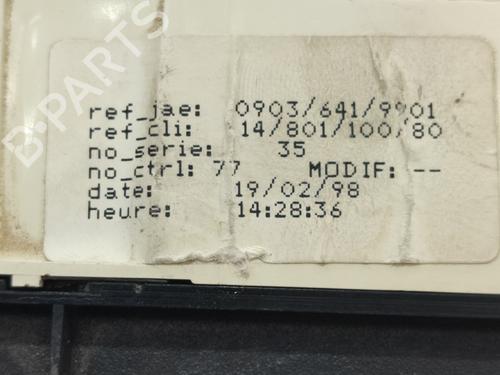 B-PARTS
ref_jae: 0903/641/9901
ref_cli: 14/801/100/80
no_serie: 35
no_ctrl: 77 MODIF: --
date: 19/02/98
heure: 14:28:36